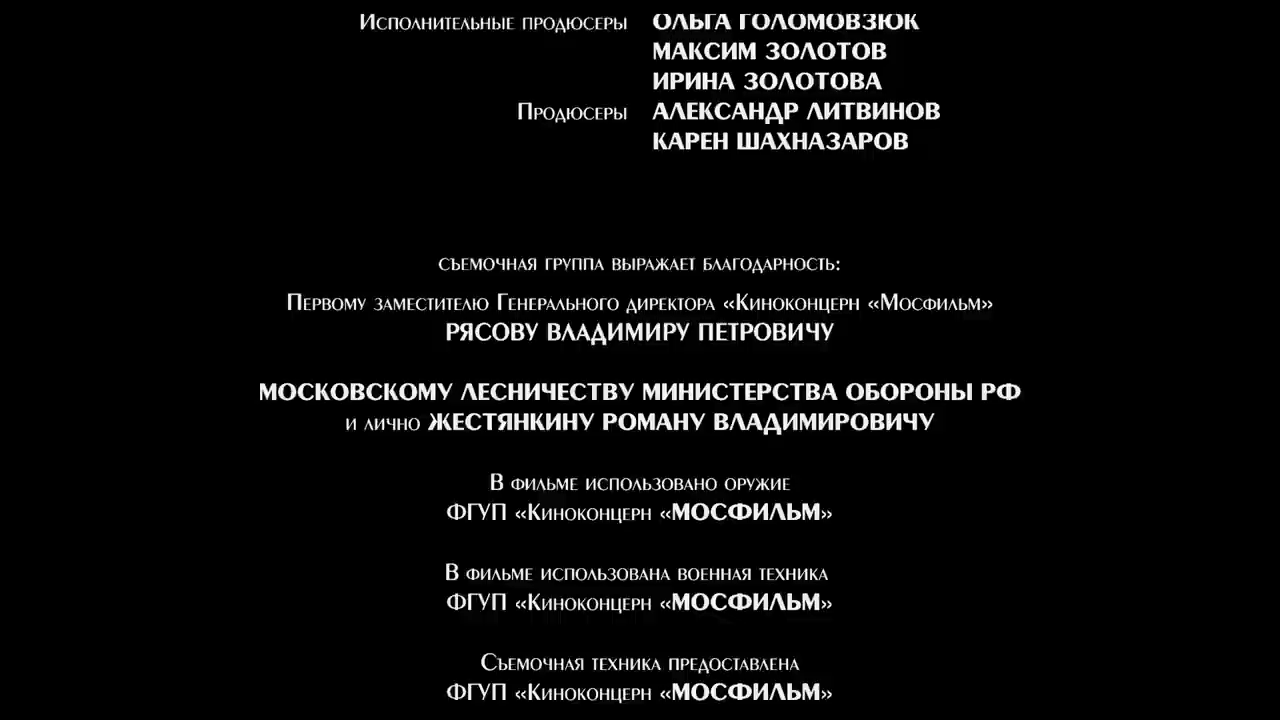 Исполнительные продюсеры ОЛЬГА ГОЛОМОВЗЮК
МАКСИМ ЗОЛОТОВ
ИРИНА ЗОЛОТОВА
Продюсеры АЛЕКСАНДР ЛИТВИНОВ
КАРЕН ШАХНАЗАРОВ
СЪЕМОЧНАЯ ГРУППА ВЫРАЖАЕТ БЛАГОДАРНОСТЬ:
Первому заместителю Генерального директора «Киноконцерн «Мосфильм»
РЯСОВУ ВЛАДИМИРУ ПЕТРОВИЧУ
МОСКОВСКОМУ ЛЕСНИЧЕСТВУ МИНИСТЕРСТВА ОБОРОНЫ РФ
и лично ЖЕСТЯНКИНУ РОМАНУ ВЛАДИМИРОВИЧУ
В фильме использовано оружие
ФГУП «Киноконцерн «МОСФИЛЬМ»
В фильме использована военная техника
ФГУП «Киноконцерн «МОСФИЛЬМ»
Съемочная техника предоставлена
ФГУП «Киноконцерн «МОСФИЛЬМ»